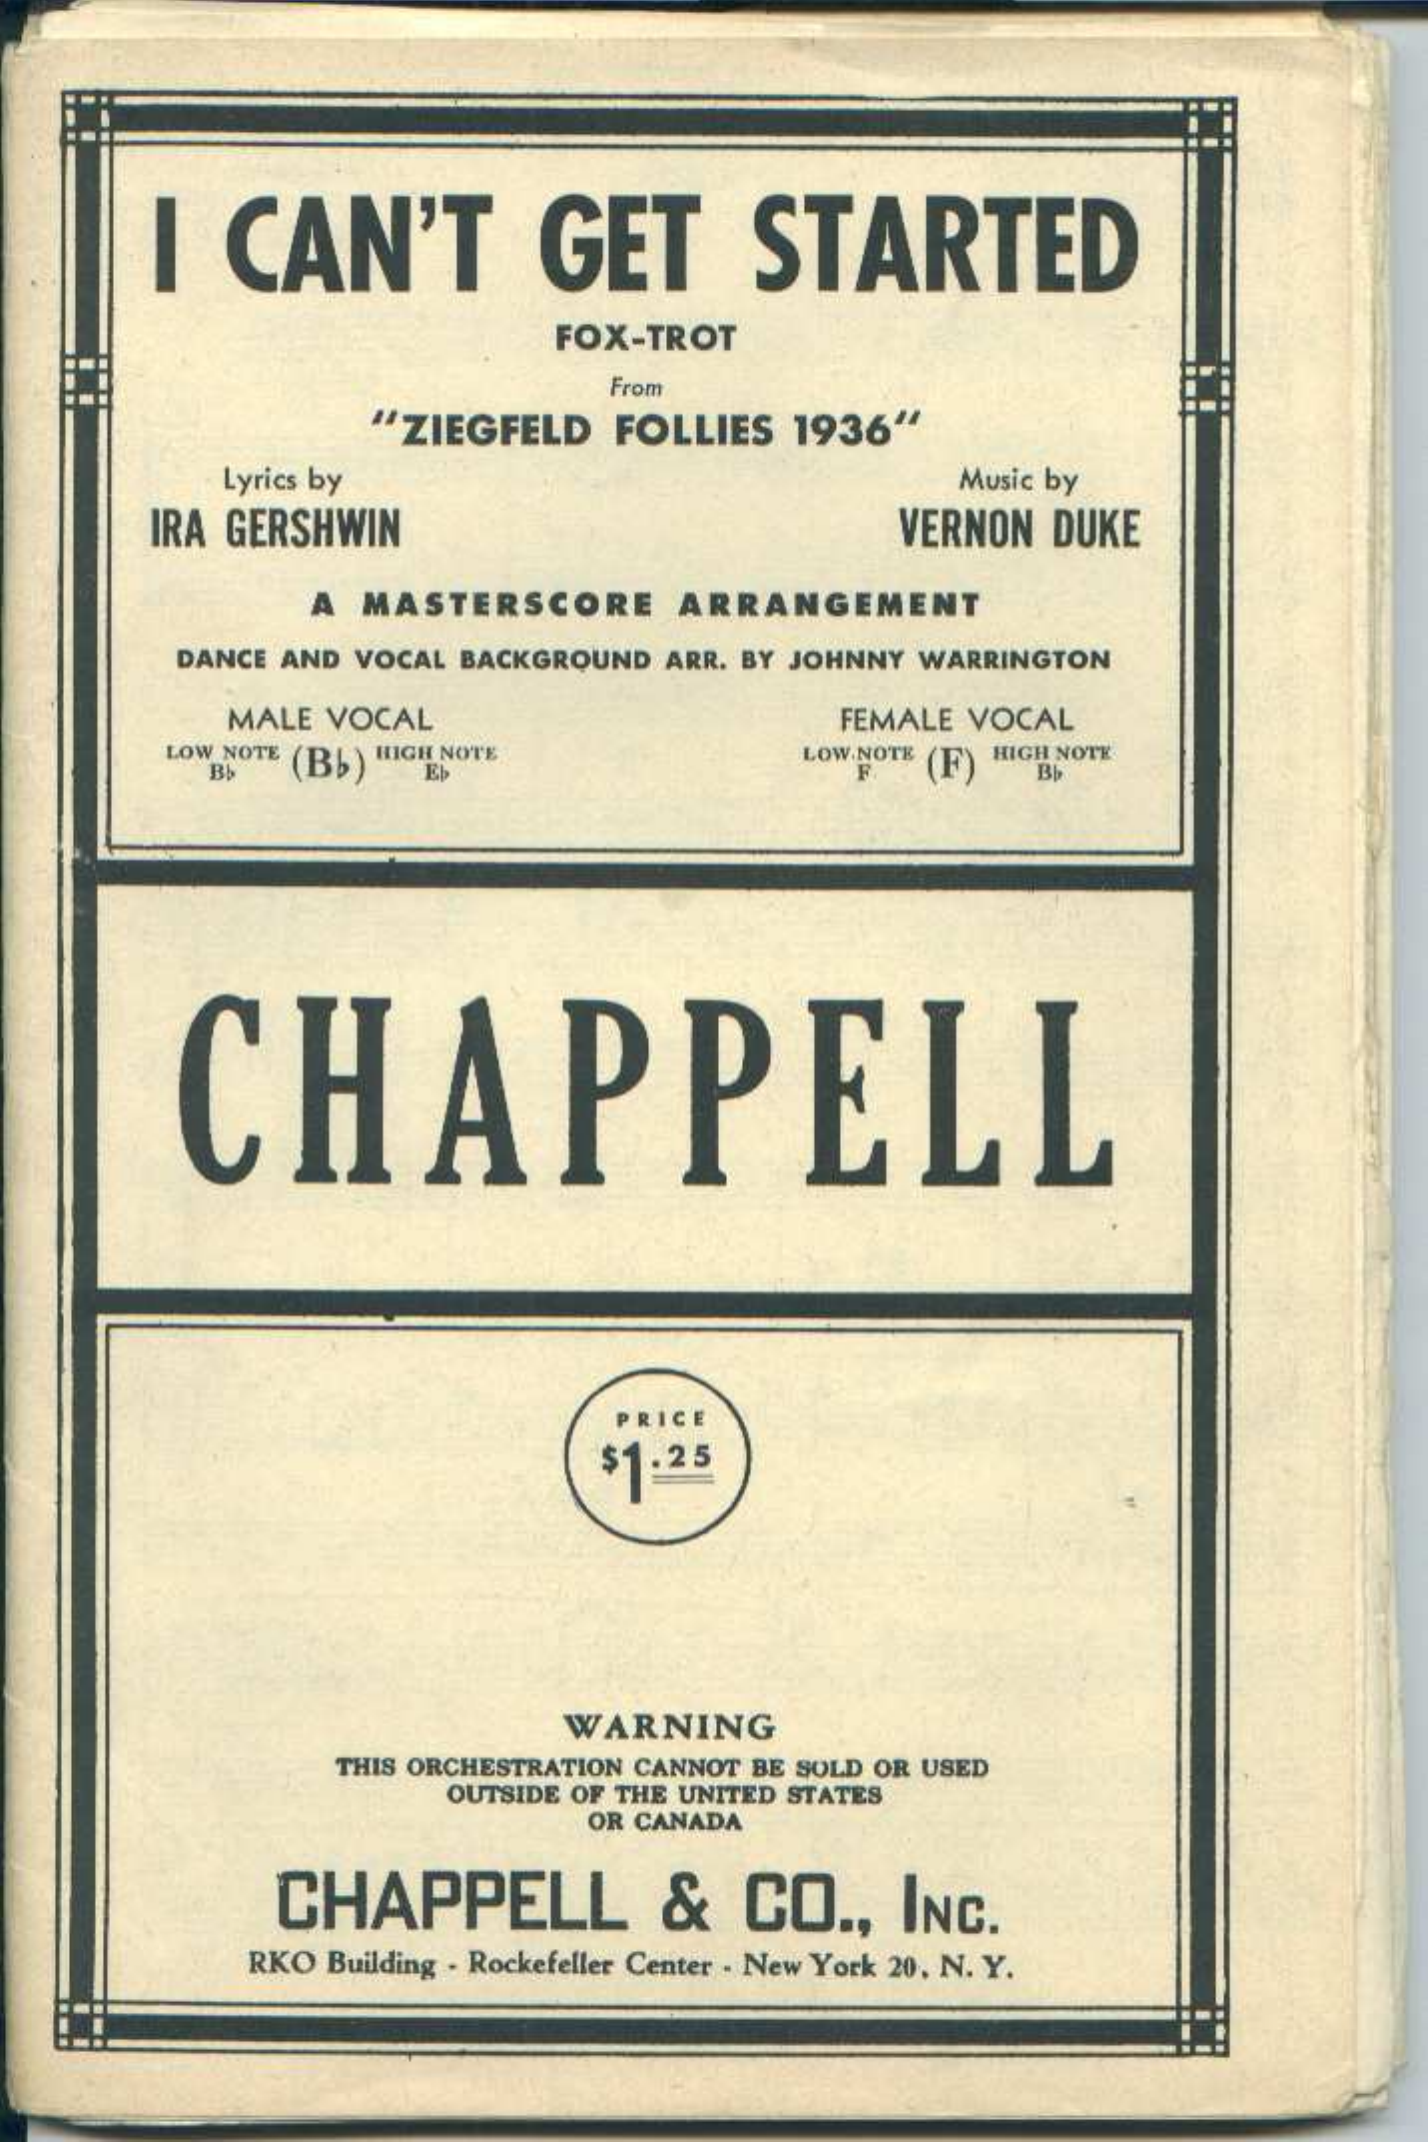 I CAN'T GET STARTED
FOX-TROT
From
"ZIEGFELD FOLLIES 1936"
Lyrics by Music by
IRA GERSHWIN VERNON DUKE
A MASTERSCORE ARRANGEMENT
DANCE AND VOCAL BACKGROUND ARR. BY JOHNNY WARRINGTON
MALE VOCAL FEMALE VOCAL
LOW NOTE (B♭) HIGH NOTE LOW NOTE (F) HIGH NOTE
B♭ E♭ F B♭
CHAPPELL
PRICE
$1.25
WARNING
THIS ORCHESTRATION CANNOT BE SOLD OR USED
OUTSIDE OF THE UNITED STATES
OR CANADA
CHAPPELL & CO., INC.
RKO Building - Rockefeller Center - New York 20, N. Y.